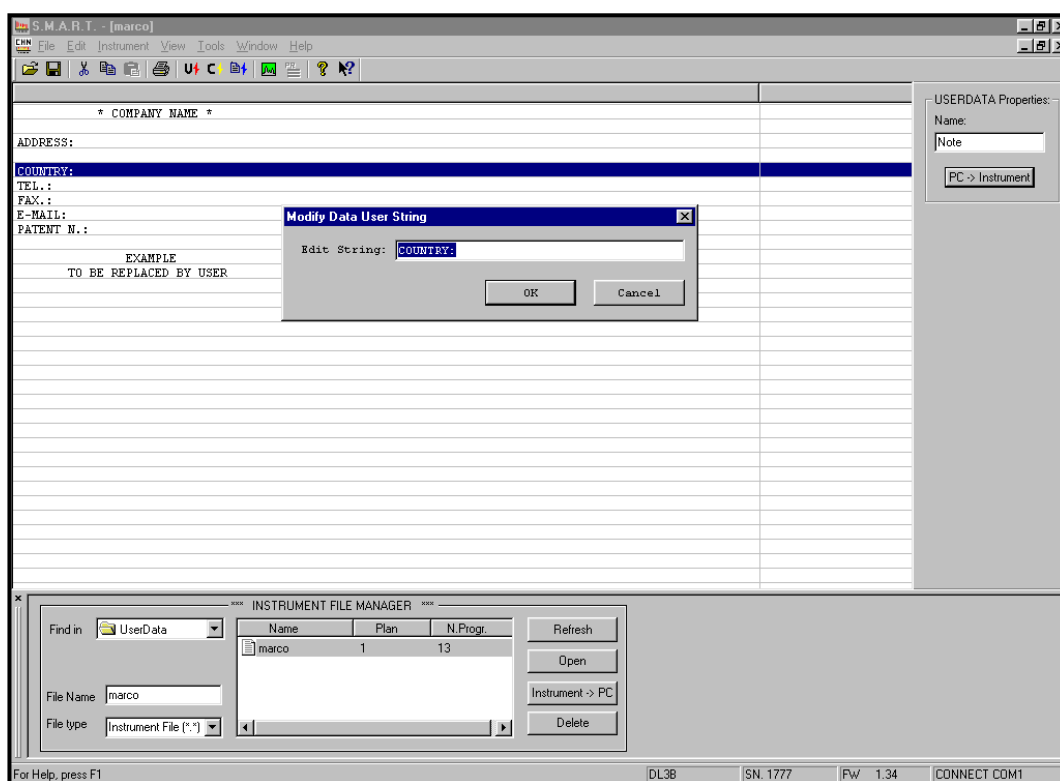 S.M.A.R.T. - [marco]
File Edit Instrument View Tools Window Help
* COMPANY NAME *
ADDRESS:
COUNTRY:
TEL.:
FAX.:
E-MAIL:
PATENT N.:
EXAMPLE
TO BE REPLACED BY USER
Modify Data User String
Edit String: COUNTRY:
OK Cancel
USERDATA Properties:
Name:
Note
PC -> Instrument
*** INSTRUMENT FILE MANAGER ***
Find in UserData
Name Plan N.Progr.
marco 1 13
File Name marco
File type Instrument File (*.*)
Refresh
Open
Instrument -> PC
Delete
For Help, press F1 DL3B SN. 1777 FW 1.34 CONNECT COM1